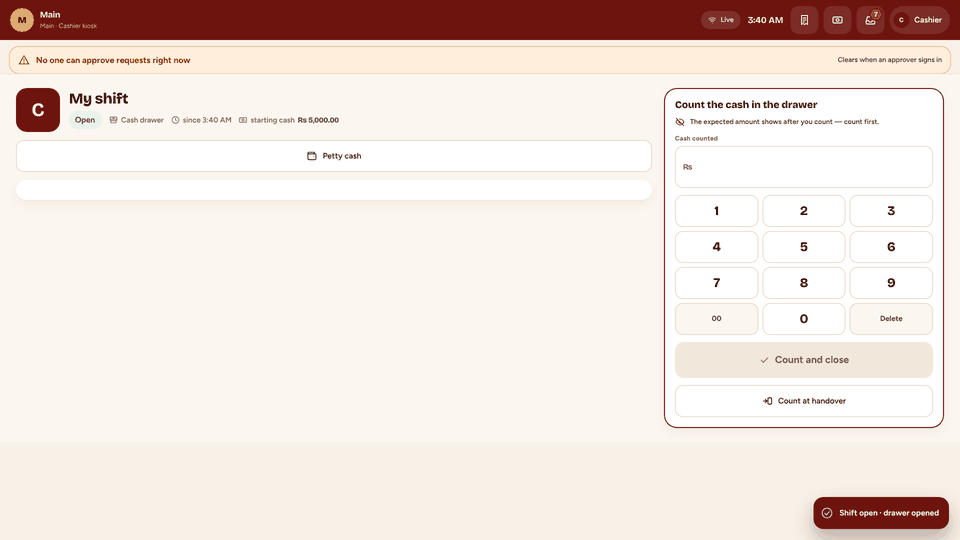 M
Main
Main · Cashier kiosk
Live
3:40 AM
7
C
Cashier
No one can approve requests right now
Clears when an approver signs in
C
My shift
Open
Cash drawer
since 3:40 AM
starting cash Rs 5,000.00
Petty cash
Count the cash in the drawer
The expected amount shows after you count — count first.
Cash counted
Rs
1
2
3
4
5
6
7
8
9
00
0
Delete
Count and close
Count at handover
Shift open · drawer opened